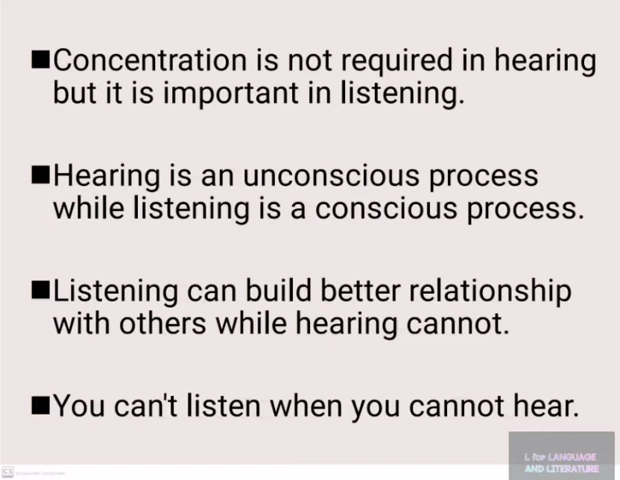 ■Concentration is not required in hearing
but it is important in listening.
■Hearing is an unconscious process
while listening is a conscious process.
■Listening can build better relationship
with others while hearing cannot.
■You can't listen when you cannot hear.
L for LANGUAGE
AND LITERATURE
CS